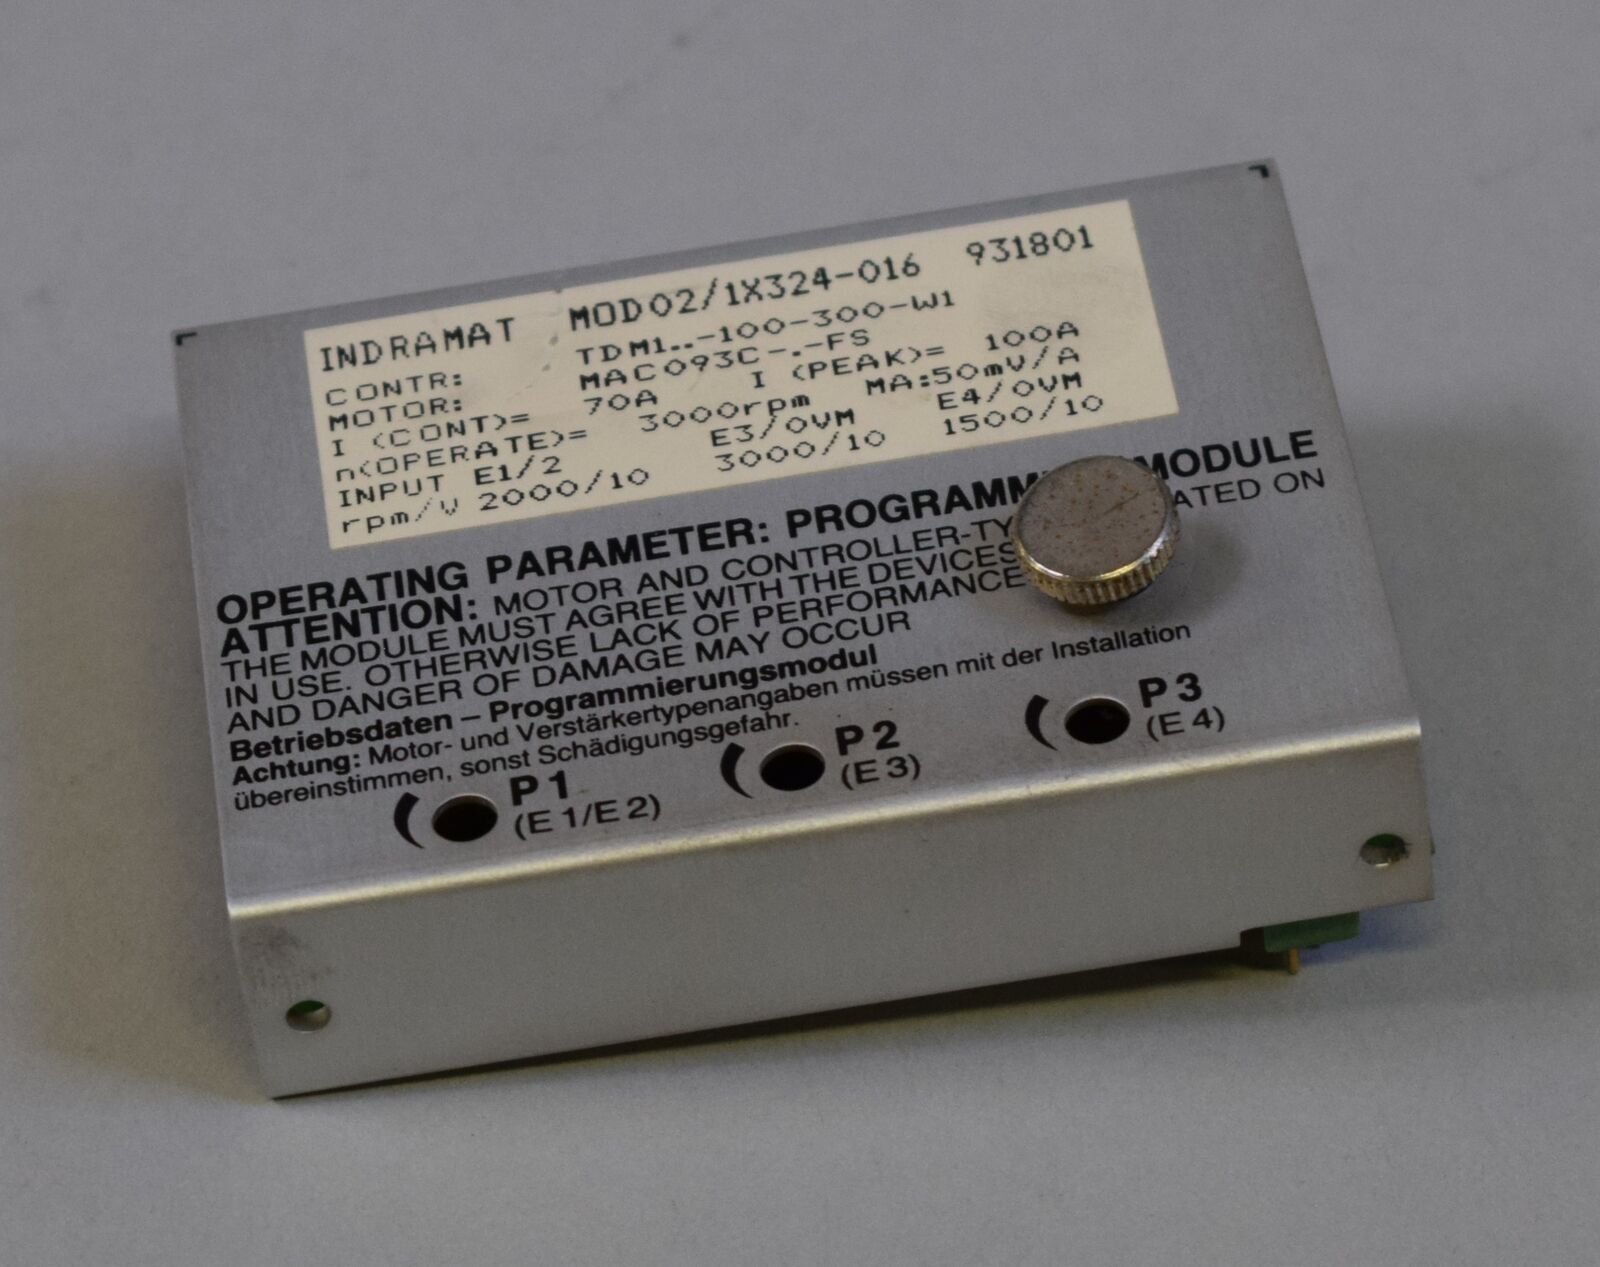 INDRAMAT MOD02/1X324-016 931801
CONTR: TDM1..-100-300-W1
MOTOR: MAC093C-.-FS
I (CONT)= 70A I (PEAK)= 100A
n(OPERATE)= 3000rpm MA:50mV/A
INPUT E1/2 E3/OVM E4/OVM
rpm/V 2000/10 3000/10 1500/10
OPERATING PARAMETER: PROGRAMM MODULE
ATTENTION: MOTOR AND CONTROLLER-TY ATED ON
THE MODULE MUST AGREE WITH THE DEVICES
IN USE. OTHERWISE LACK OF PERFORMANCE
AND DANGER OF DAMAGE MAY OCCUR
Betriebsdaten – Programmierungsmodul
Achtung: Motor- und Verstärkertypenangaben müssen mit der Installation
übereinstimmen, sonst Schädigungsgefahr.
P1 P2 P3
(E1/E2) (E3) (E4)